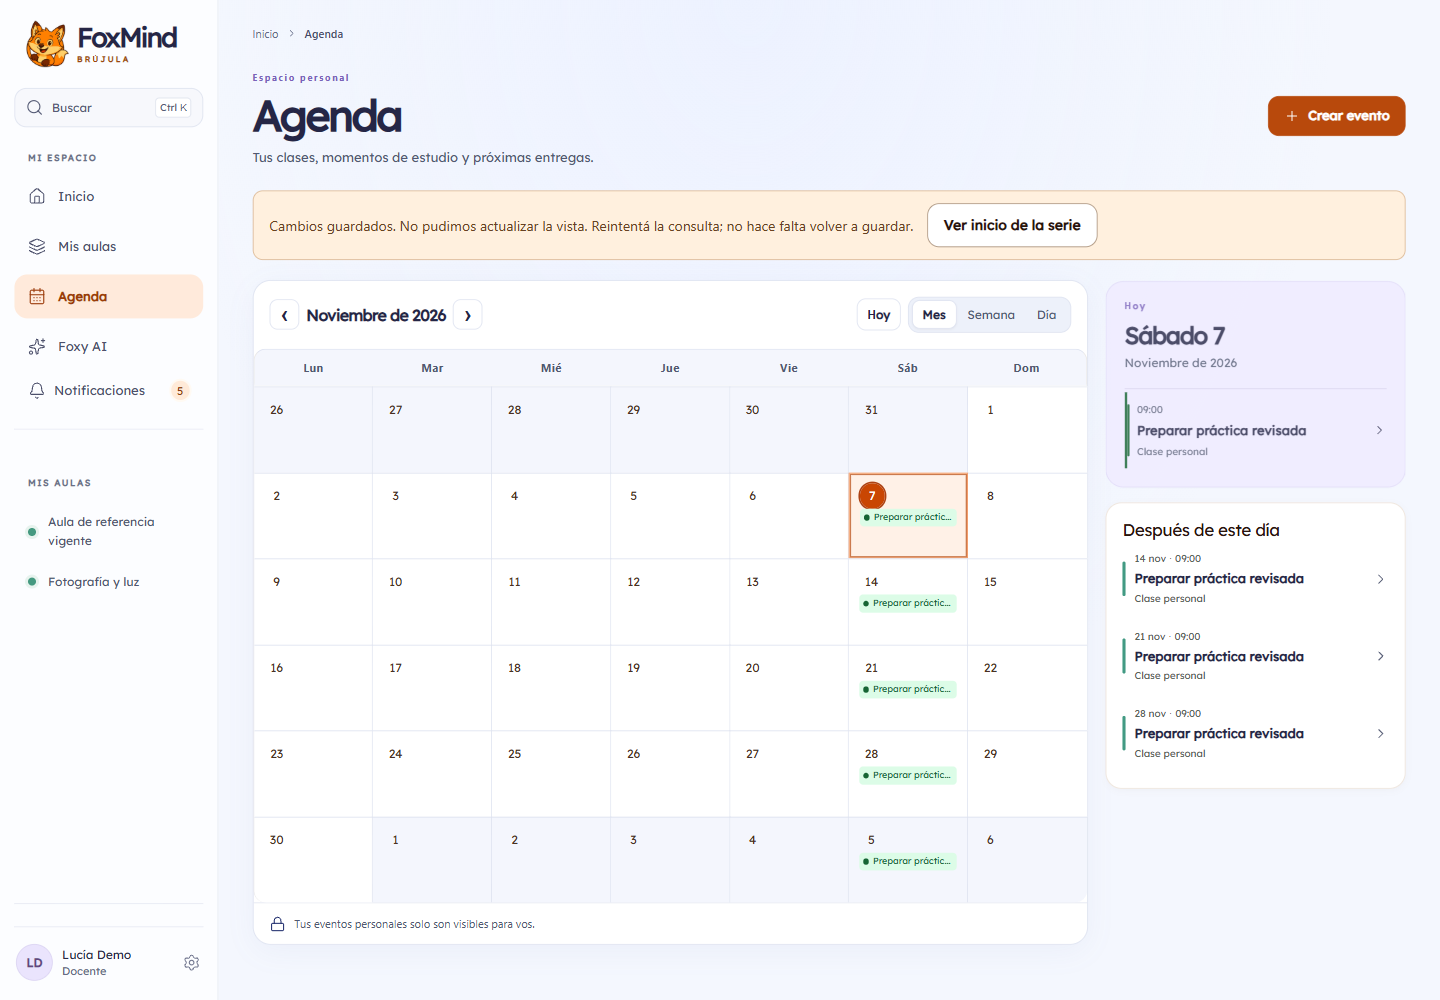 FoxMind
BRÚJULA
Buscar
Ctrl K
MI ESPACIO
Inicio
Mis aulas
Agenda
Foxy AI
Notificaciones
5
MIS AULAS
Aula de referencia
vigente
Fotografía y luz
LD
Lucía Demo
Docente
Inicio
Agenda
Espacio personal
Agenda
Tus clases, momentos de estudio y próximas entregas.
+ Crear evento
Cambios guardados. No pudimos actualizar la vista. Reintentá la consulta; no hace falta volver a guardar.
Ver inicio de la serie
Noviembre de 2026
Hoy
Mes Semana Día
Lun Mar Mié Jue Vie Sáb Dom
26 27 28 29 30 31 1
2 3 4 5 6 7 8
Preparar práctic...
9 10 11 12 13 14 15
Preparar práctic...
16 17 18 19 20 21 22
Preparar práctic...
23 24 25 26 27 28 29
Preparar práctic...
30 1 2 3 4 5 6
Preparar práctic...
Tus eventos personales solo son visibles para vos.
Hoy
Sábado 7
Noviembre de 2026
09:00
Preparar práctica revisada
Clase personal
Después de este día
14 nov · 09:00
Preparar práctica revisada
Clase personal
21 nov · 09:00
Preparar práctica revisada
Clase personal
28 nov · 09:00
Preparar práctica revisada
Clase personal